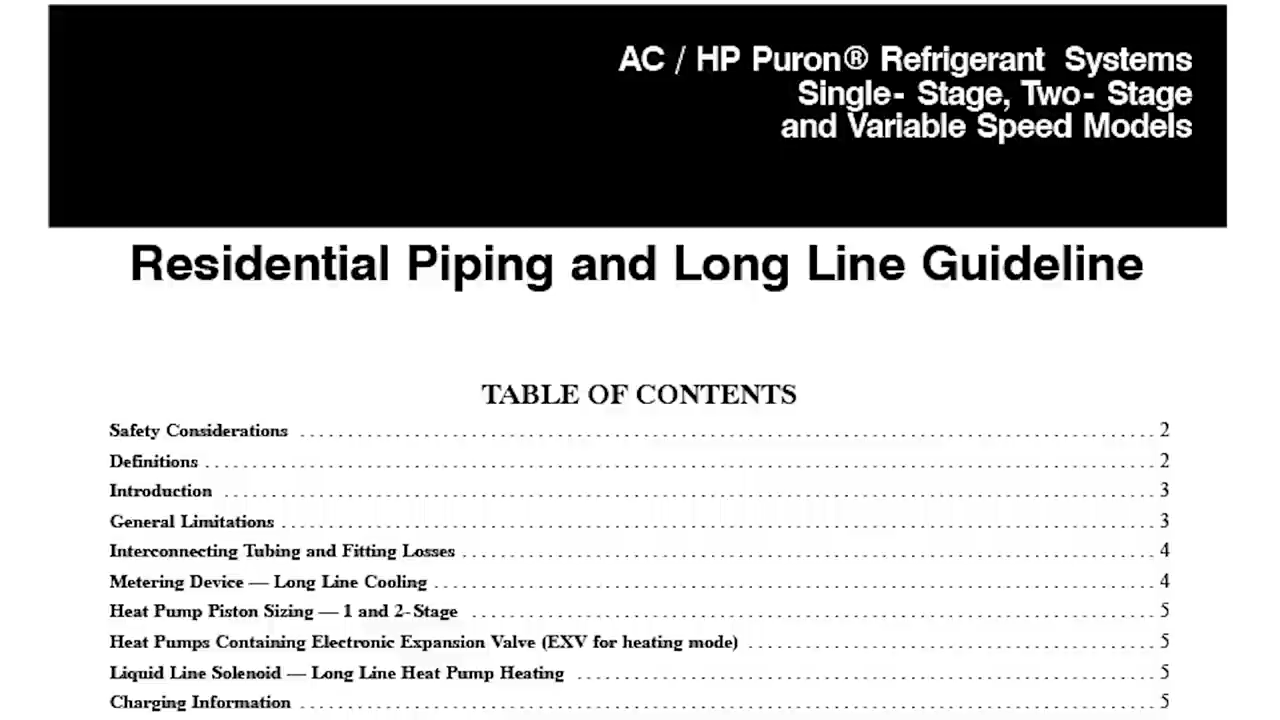 AC / HP Puron® Refrigerant Systems
Single- Stage, Two- Stage
and Variable Speed Models
Residential Piping and Long Line Guideline
TABLE OF CONTENTS
Safety Considerations ........................................ 2
Definitions ........................................ 2
Introduction ........................................ 3
General Limitations ........................................ 3
Interconnecting Tubing and Fitting Losses ........................................ 4
Metering Device — Long Line Cooling ........................................ 4
Heat Pump Piston Sizing — 1 and 2-Stage ........................................ 5
Heat Pumps Containing Electronic Expansion Valve (EXV for heating mode) ........................................ 5
Liquid Line Solenoid — Long Line Heat Pump Heating ........................................ 5
Charging Information ........................................ 5